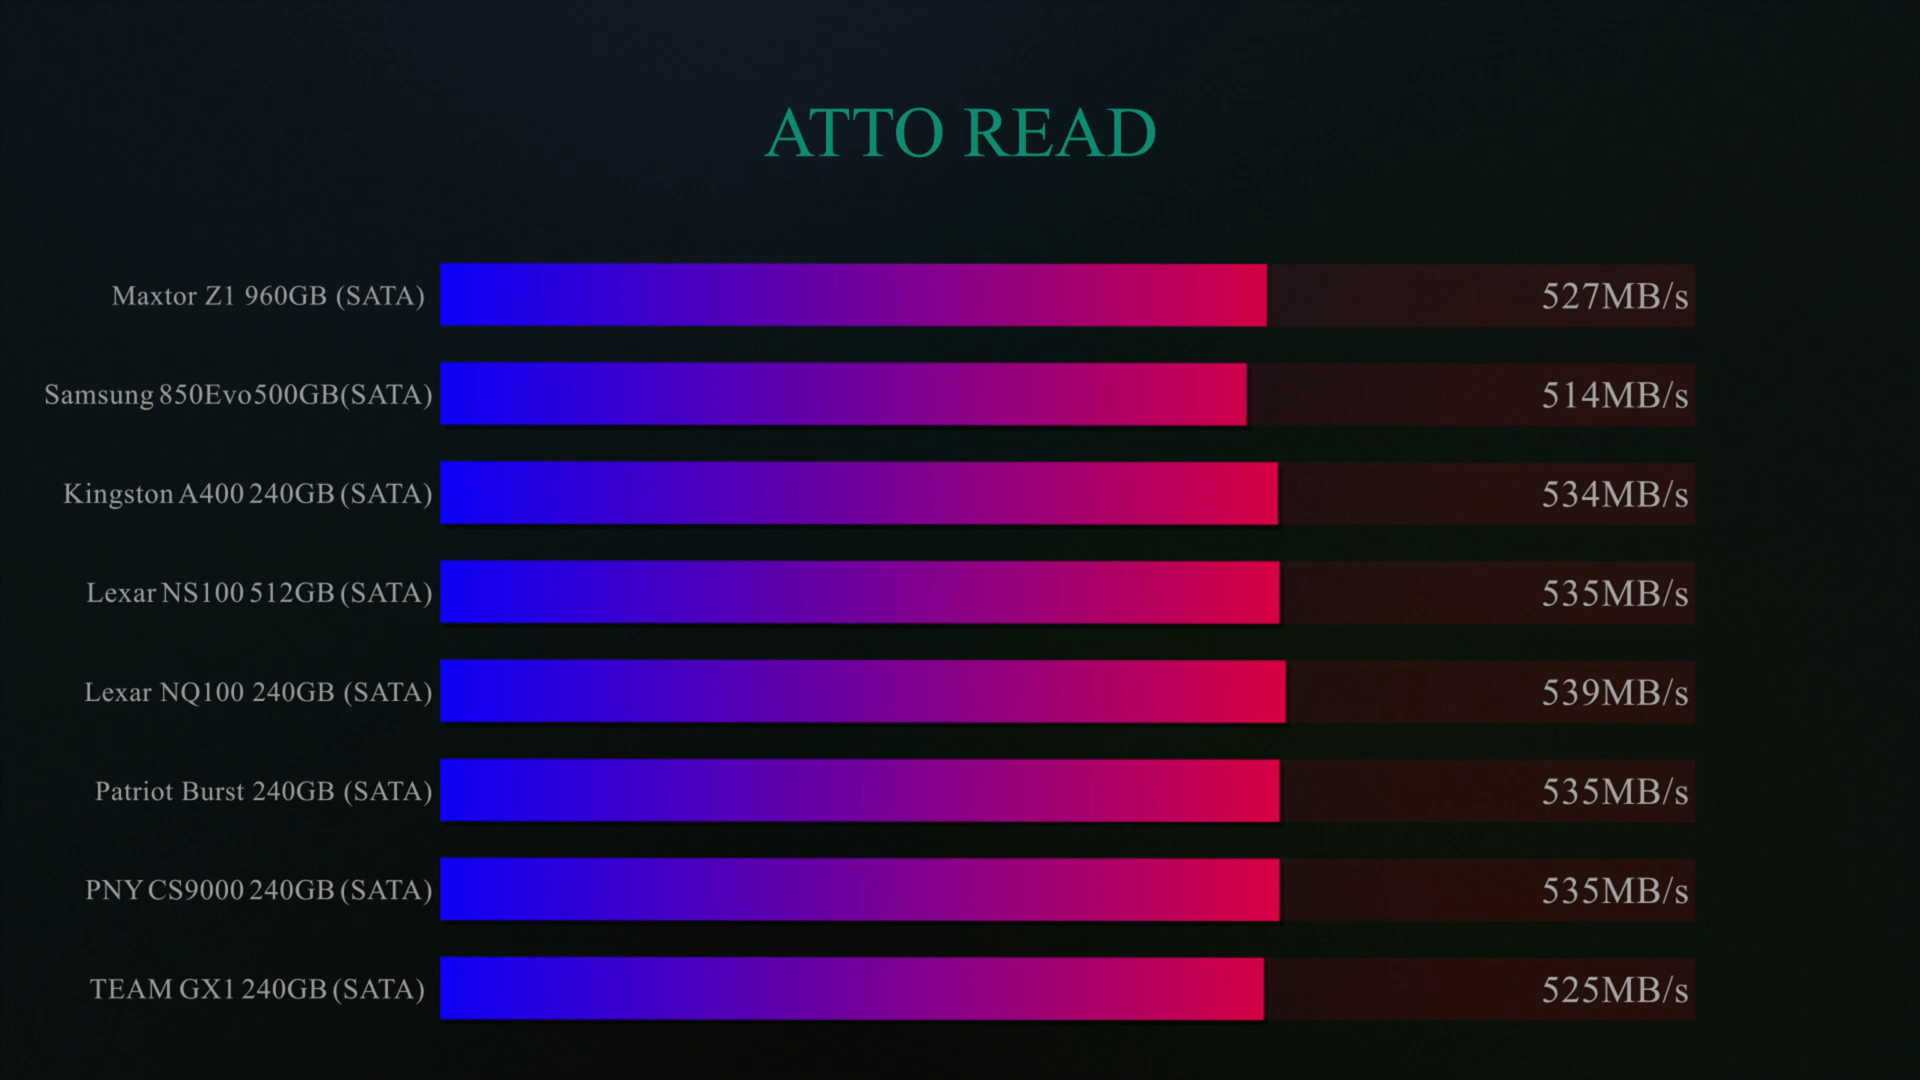 ATTO READ
Maxtor Z1 960GB (SATA) 527MB/s
Samsung 850Evo500GB(SATA) 514MB/s
Kingston A400 240GB (SATA) 534MB/s
Lexar NS100 512GB (SATA) 535MB/s
Lexar NQ100 240GB (SATA) 539MB/s
Patriot Burst 240GB (SATA) 535MB/s
PNY CS9000 240GB (SATA) 535MB/s
TEAM GX1 240GB (SATA) 525MB/s